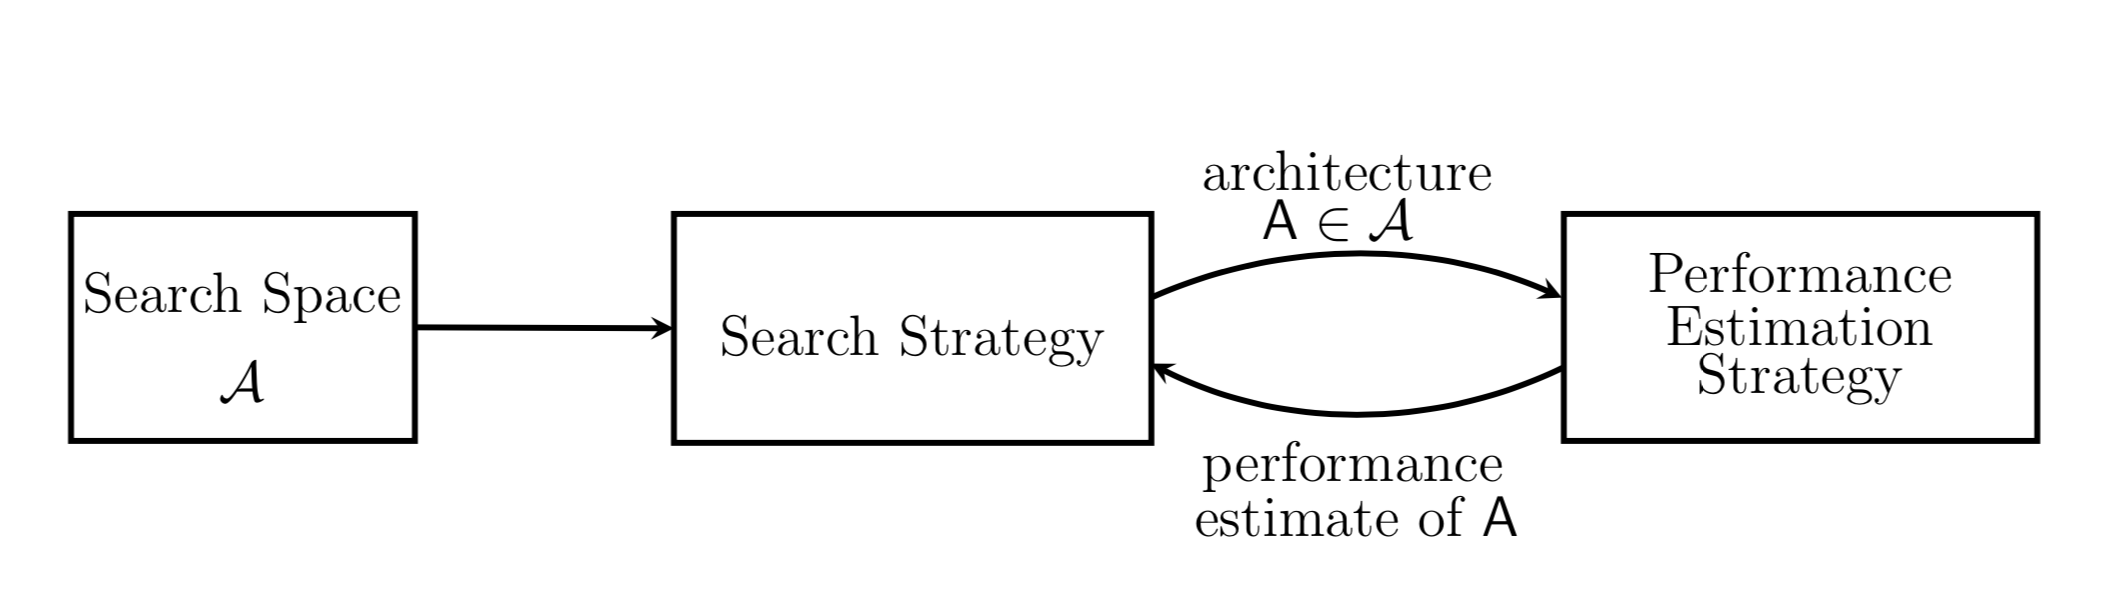 Search Space
𝒜
Search Strategy
architecture
A ∈ 𝒜
Performance
Estimation
Strategy
performance
estimate of A